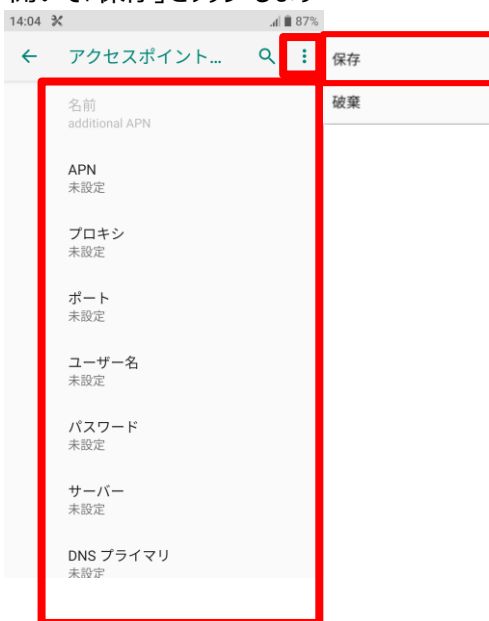 14:04 87%
アクセスポイント...
保存
破棄
名前
additional APN
APN
未設定
プロキシ
未設定
ポート
未設定
ユーザー名
未設定
パスワード
未設定
サーバー
未設定
DNS プライマリ
未設定